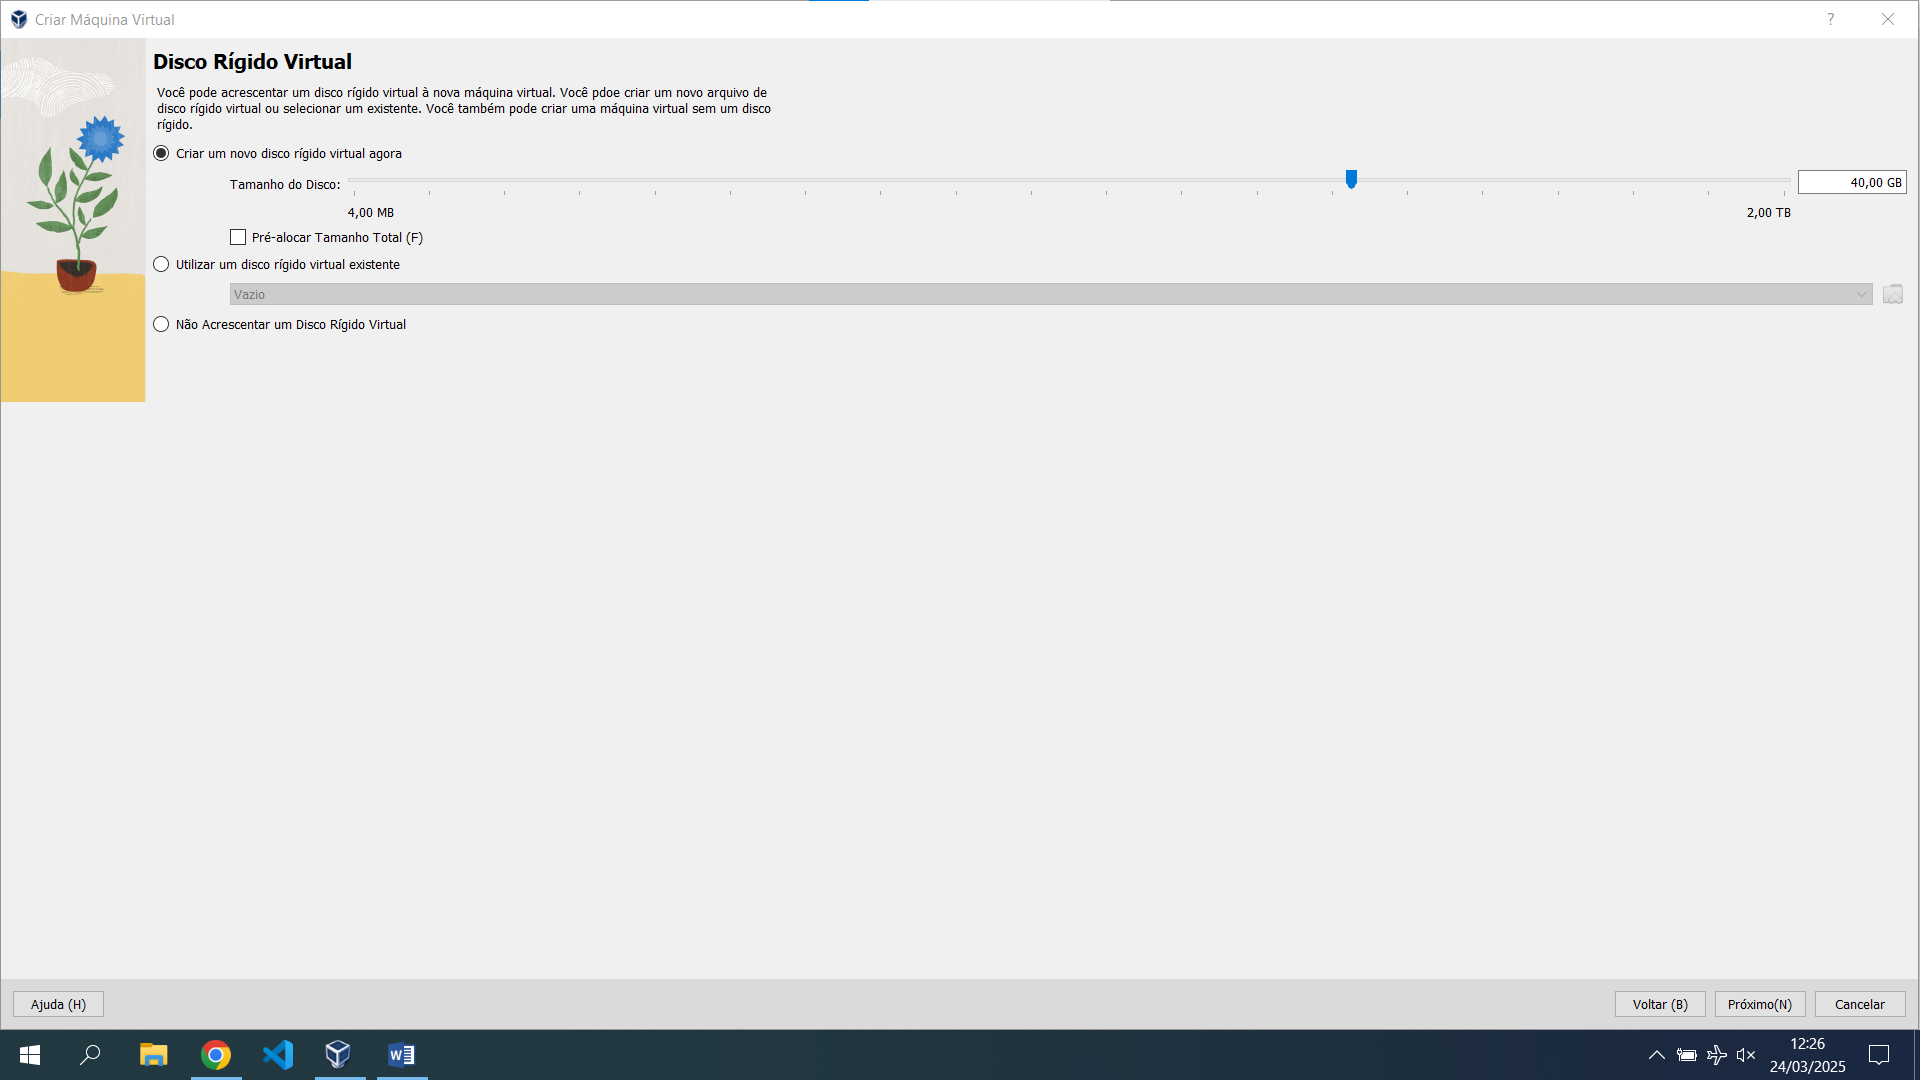 Criar Máquina Virtual
?
Disco Rígido Virtual
Você pode acrescentar um disco rígido virtual à nova máquina virtual. Você pdoe criar um novo arquivo de
disco rígido virtual ou selecionar um existente. Você também pode criar uma máquina virtual sem um disco
rígido.
Criar um novo disco rígido virtual agora
Tamanho do Disco:
40,00 GB
4,00 MB
2,00 TB
Pré-alocar Tamanho Total (F)
Utilizar um disco rígido virtual existente
Vazio
Não Acrescentar um Disco Rígido Virtual
Ajuda (H)
Voltar (B)
Próximo(N)
Cancelar
12:26
24/03/2025